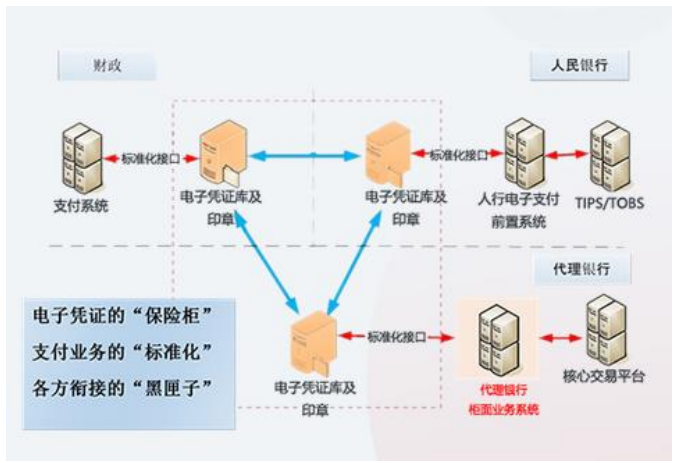 财政
人民银行
标准化接口
标准化接口
支付系统
电子凭证库及
印章
电子凭证库及
印章
人行电子支付
前置系统
TIPS/TOBS
代理银行
电子凭证的“保险柜”
支付业务的“标准化”
各方衔接的“黑匣子”
标准化接口
电子凭证库及
印章
代理银行
柜面业务系统
核心交易平台